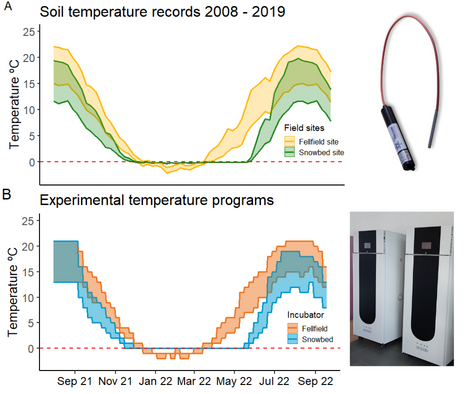 A
Soil temperature records 2008 - 2019
Temperature ºC
25
20
15
10
5
0
Field sites
Fellfield site
Snowbed site
B
Experimental temperature programs
Temperature ºC
25
20
15
10
5
0
Incubator
Fellfield
Snowbed
Sep 21 Nov 21 Jan 22 Mar 22 May 22 Jul 22 Sep 22